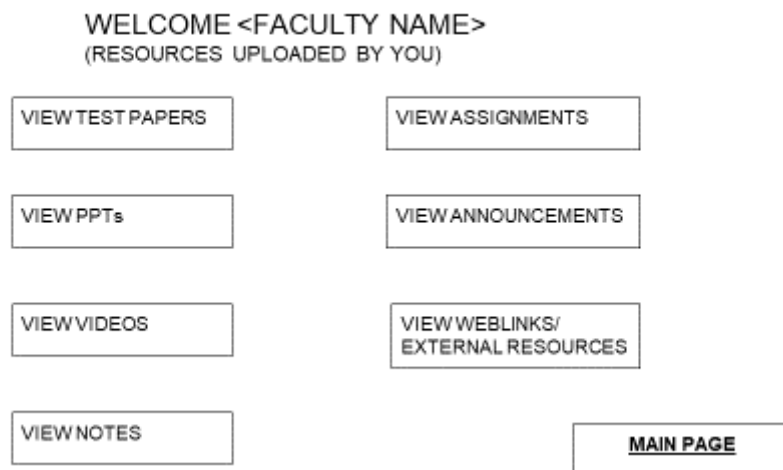 WELCOME <FACULTY NAME>
(RESOURCES UPLOADED BY YOU)
VIEW TEST PAPERS
VIEW ASSIGNMENTS
VIEW PPTs
VIEW ANNOUNCEMENTS
VIEW VIDEOS
VIEW WEBLINKS/
EXTERNAL RESOURCES
VIEW NOTES
MAIN PAGE